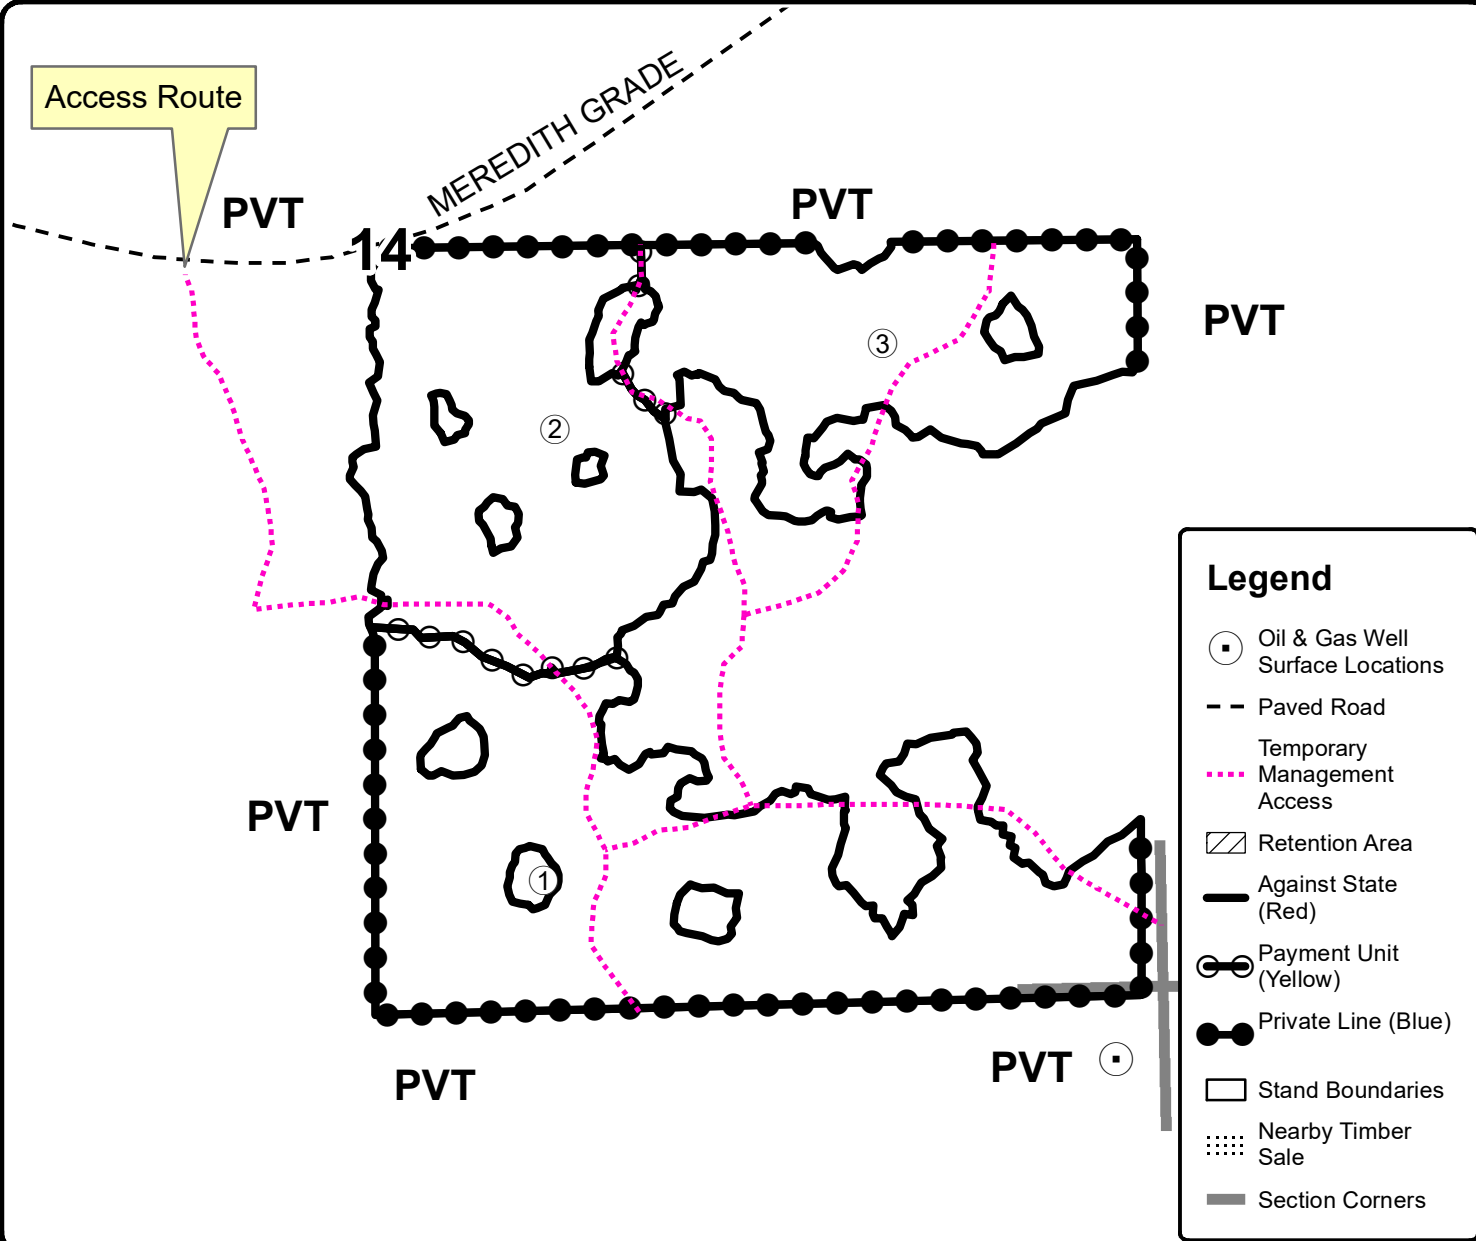 Access Route
MEREDITH GRADE
PVT
PVT
14
PVT
3
2
PVT
1
PVT
PVT
Legend
Oil & Gas Well
Surface Locations
Paved Road
Temporary
Management
Access
Retention Area
Against State
(Red)
Payment Unit
(Yellow)
Private Line (Blue)
Stand Boundaries
Nearby Timber
Sale
Section Corners